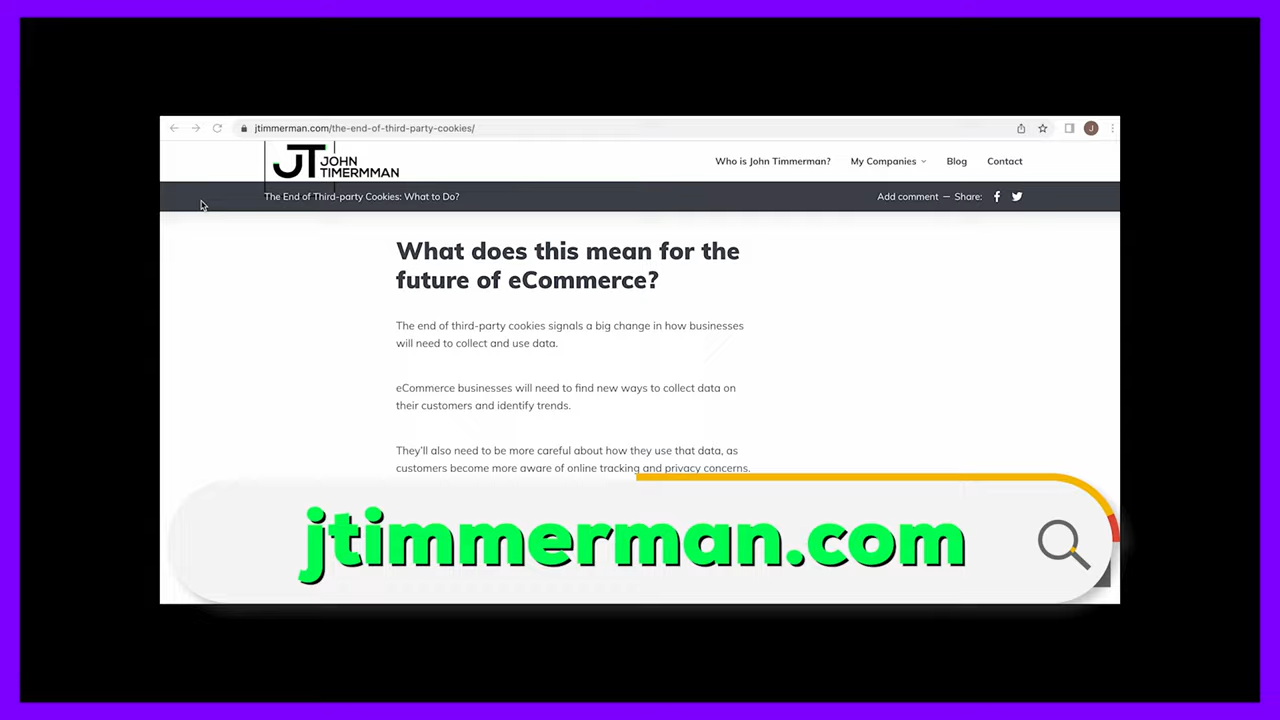 jtimmerman.com/the-end-of-third-party-cookies/
J
JT JOHN
TIMERMMAN
Who is John Timmerman?
My Companies
Blog
Contact
The End of Third-party Cookies: What to Do?
Add comment — Share:
What does this mean for the
future of eCommerce?
The end of third-party cookies signals a big change in how businesses
will need to collect and use data.
eCommerce businesses will need to find new ways to collect data on
their customers and identify trends.
They'll also need to be more careful about how they use that data, as
customers become more aware of online tracking and privacy concerns.
jtimmerman.com